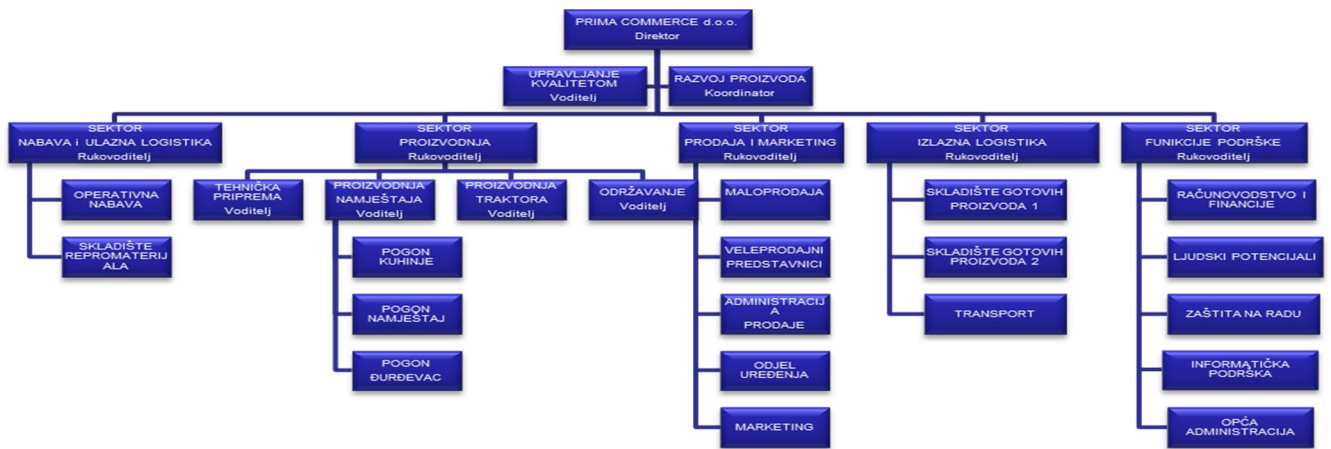 PRIMA COMMERCE d.o.o.
Direktor
UPRAVLJANJE
KVALITETOM
Voditelj
RAZVOJ PROIZVODA
Koordinator
SEKTOR
NABAVA i ULAZNA LOGISTIKA
Rukovoditelj
SEKTOR
PROIZVODNJA
Rukovoditelj
SEKTOR
PRODAJA I MARKETING
Rukovoditelj
SEKTOR
IZLAZNA LOGISTIKA
Rukovoditelj
SEKTOR
FUNIKCIJE PODRŠKE
Rukovoditelj
OPERATIVNA
NABAVA
SKLADIŠTE
REPROMATERIJ
ALA
TEHNIČKA
PRIPREMA
Voditelj
PROIZVODNJA
NAMJEŠTAJA
Voditelj
PROIZVODNJA
TRAKTORA
Voditelj
ODRŽAVANJE
Voditelj
POGON
KUHINJE
POGON
NAMJEŠTAJ
POGON
ĐURĐEVAC
MALOPRODAJA
VELEPRODAJNI
PREDSTAVNICI
ADMINISTRACIJ
A
PRODAJE
ODJEL
UREĐENJA
MARKETING
SKLADIŠTE GOTOVIH
PROIZVODA 1
SKLADIŠTE GOTOVIH
PROIZVODA 2
TRANSPORT
RAČUNOVODSTVO I
FINANCIJE
LJUDSKI POTENCIJALI
ZAŠTITA NA RADU
INFORMATIČKA
PODRŠKA
OPĆA
ADMINISTRACIJA